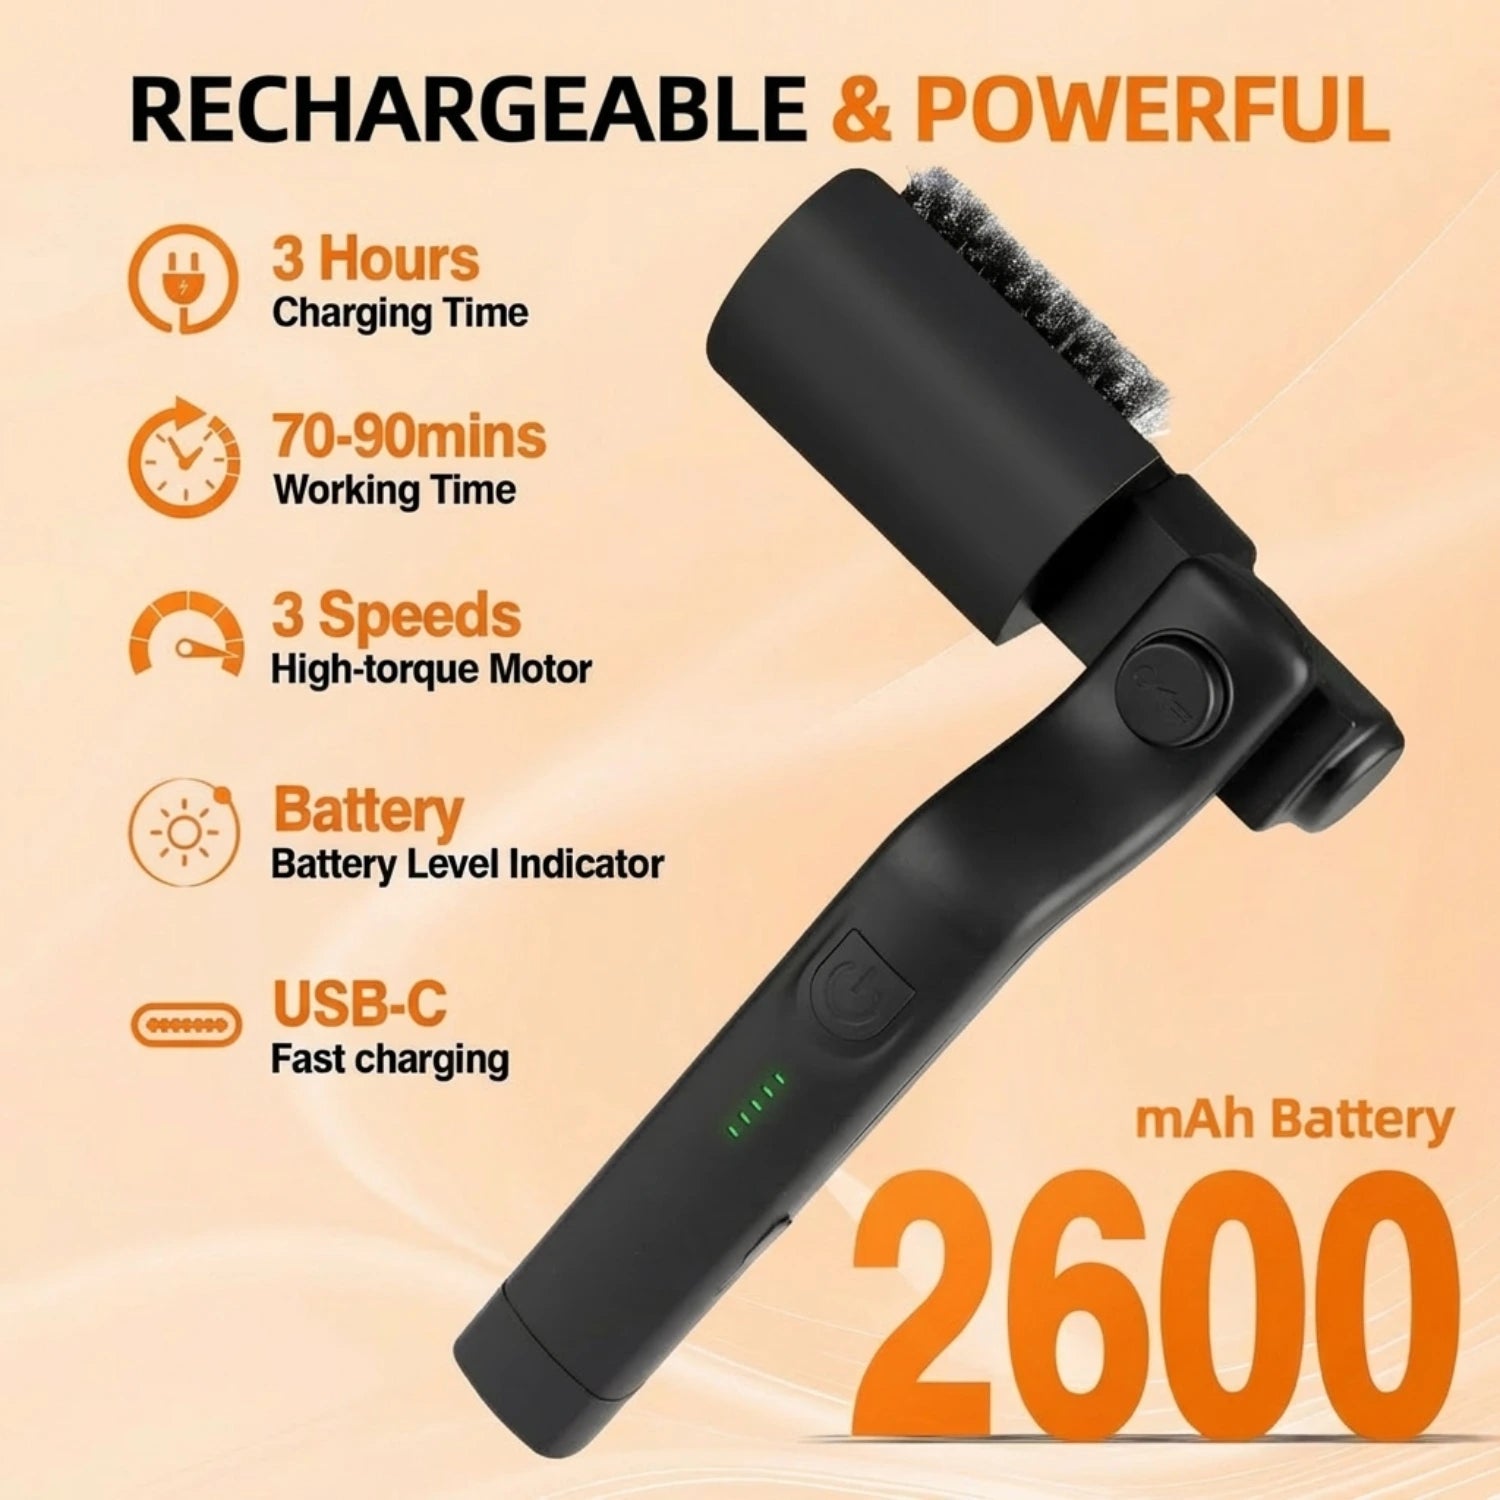 RECHARGEABLE & POWERFUL
3 Hours
Charging Time
70-90mins
Working Time
3 Speeds
High-torque Motor
Battery
Battery Level Indicator
USB-C
Fast charging
mAh Battery
2600